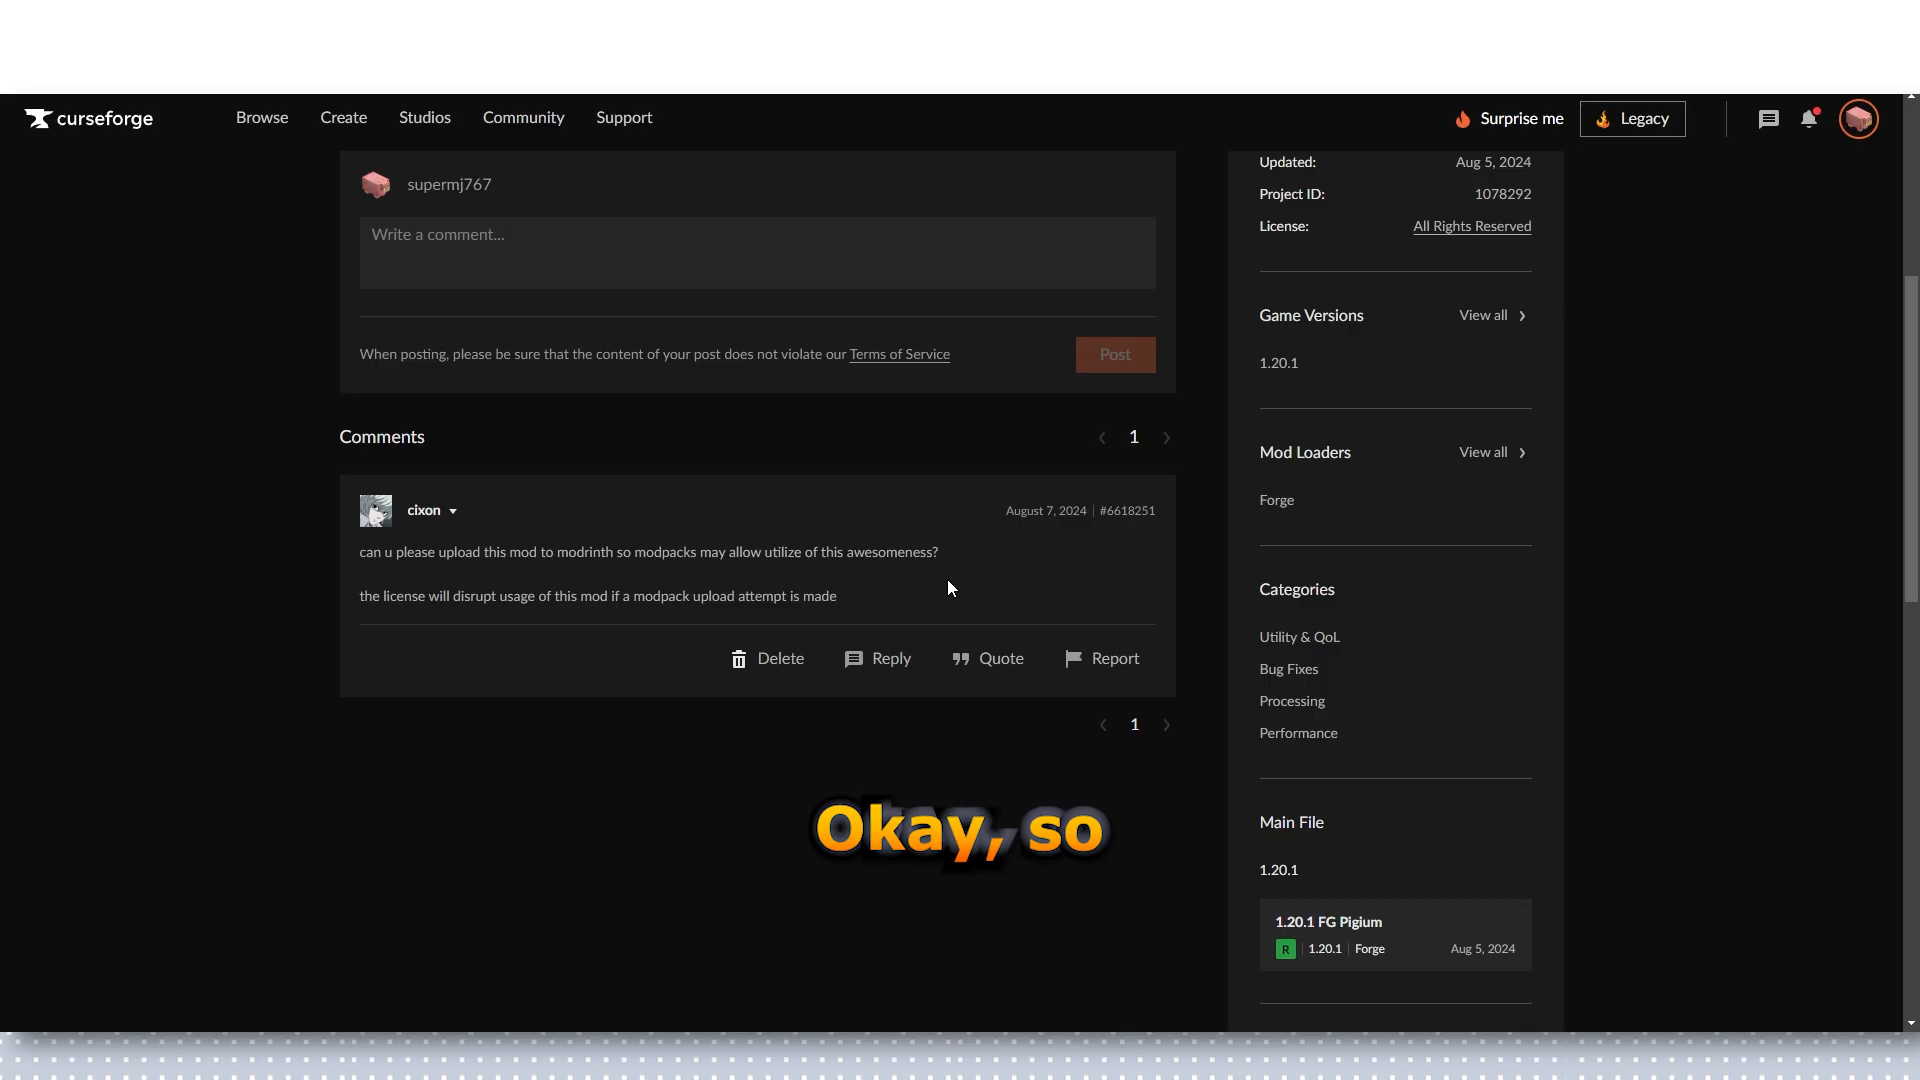 curseforge
Browse Create Studios Community Support
Surprise me Legacy
supermj767
Write a comment...
When posting, please be sure that the content of your post does not violate our Terms of Service
Post
Comments
1
cixon
August 7, 2024 | #6618251
can u please upload this mod to modrinth so modpacks may allow utilize of this awesomeness?
the license will disrupt usage of this mod if a modpack upload attempt is made
Delete Reply Quote Report
1
Okay, so
Updated: Aug 5, 2024
Project ID: 1078292
License: All Rights Reserved
Game Versions View all
1.20.1
Mod Loaders View all
Forge
Categories
Utility & QoL
Bug Fixes
Processing
Performance
Main File
1.20.1
1.20.1 FG Pigium
R | 1.20.1 | Forge Aug 5, 2024